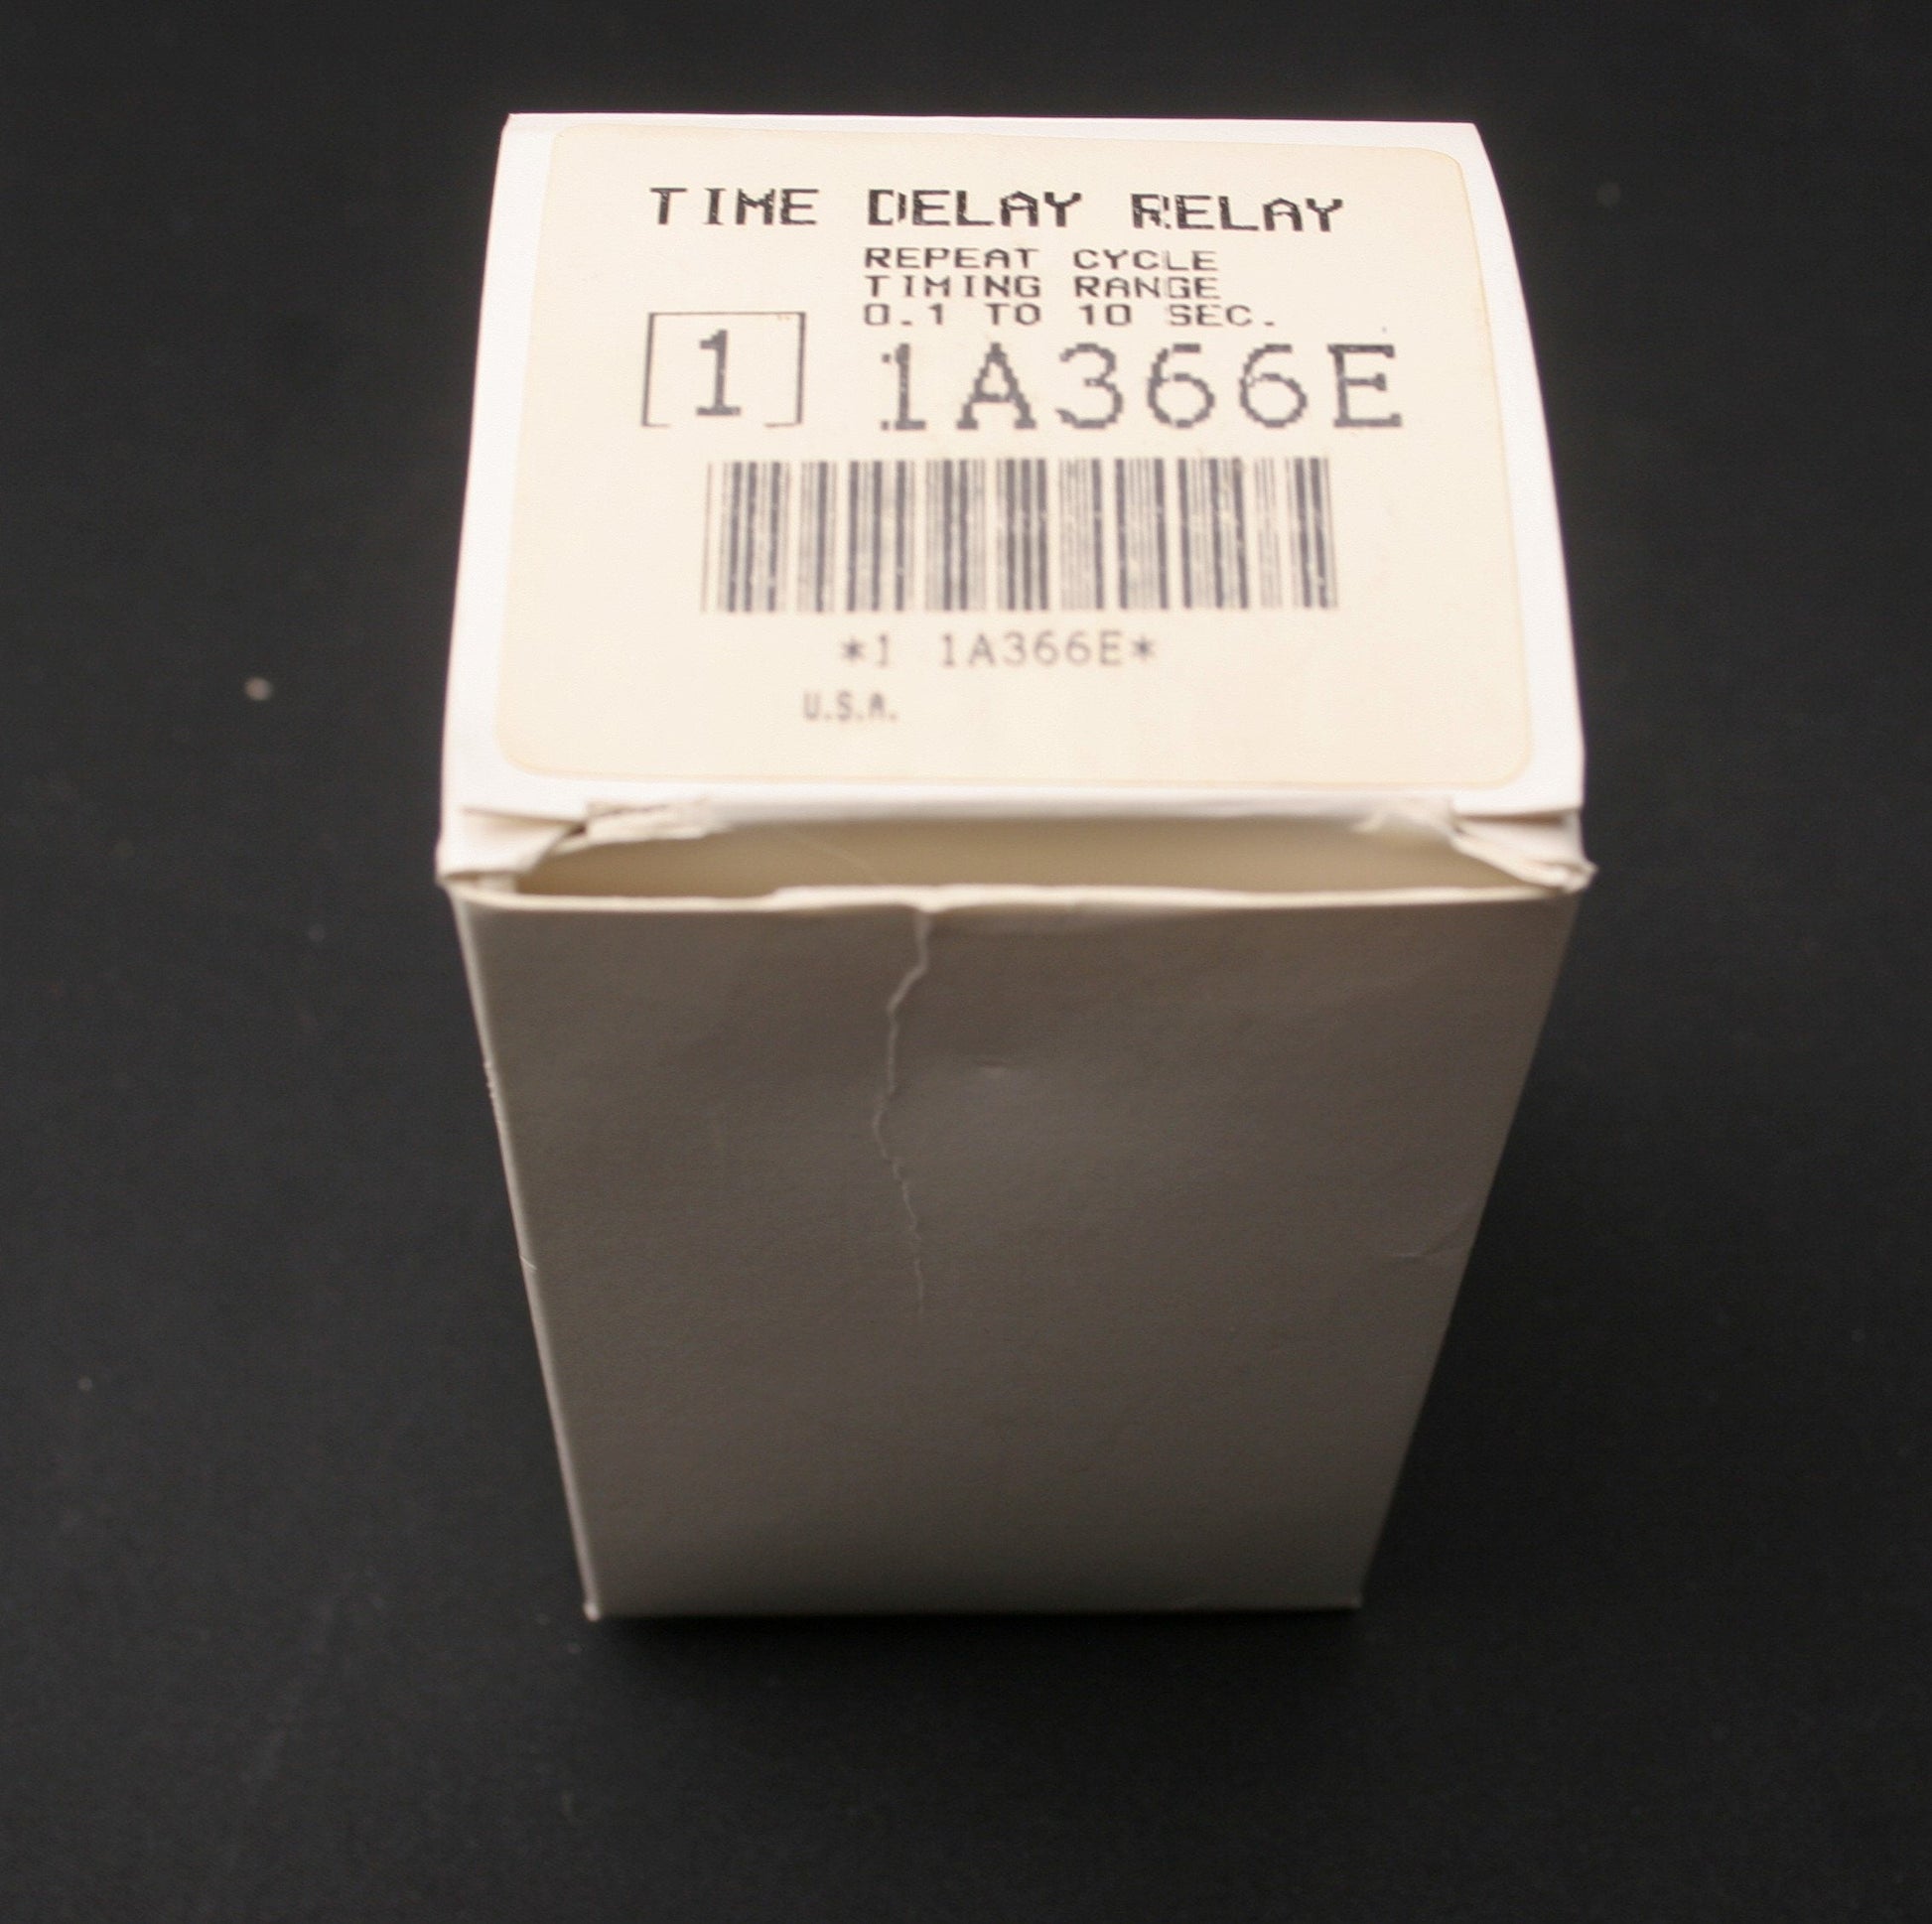 TIME DELAY RELAY
REPEAT CYCLE
TIMING RANGE
0.1 TO 10 SEC.
1 1A366E
*1 1A366E*
U.S.A.